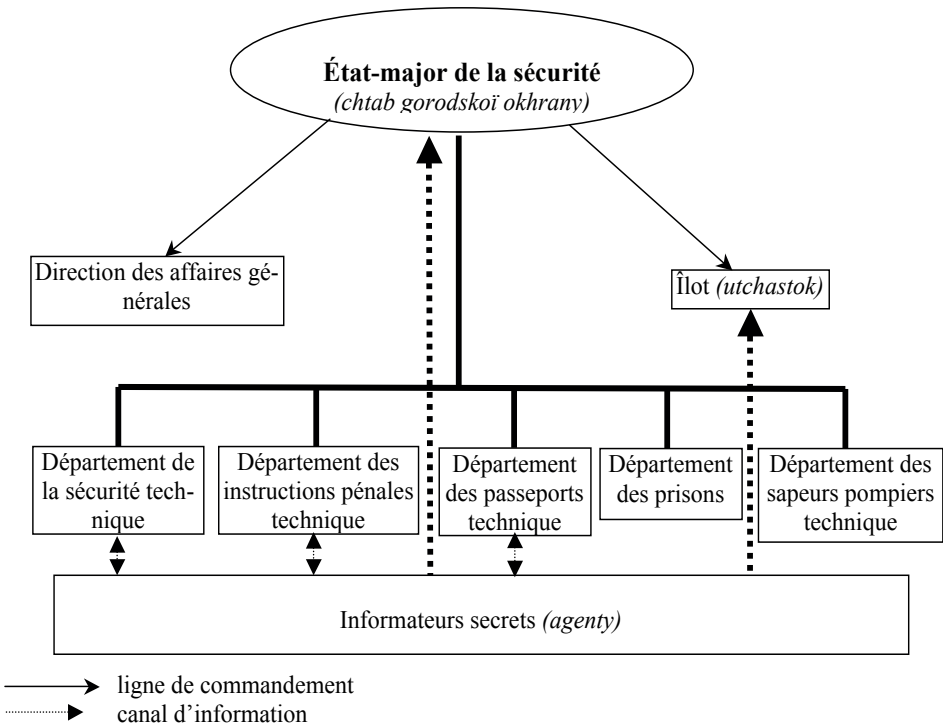 État-major de la sécurité
(chtab gorodskoï okhrany)
Direction des affaires gé-
nérales
Îlot (utchastok)
Département de
la sécurité tech-
nique
Département des
instructions pénales
technique
Département
des passeports
technique
Département
des prisons
Département des
sapeurs pompiers
technique
Informateurs secrets (agenty)
ligne de commandement
canal d’information